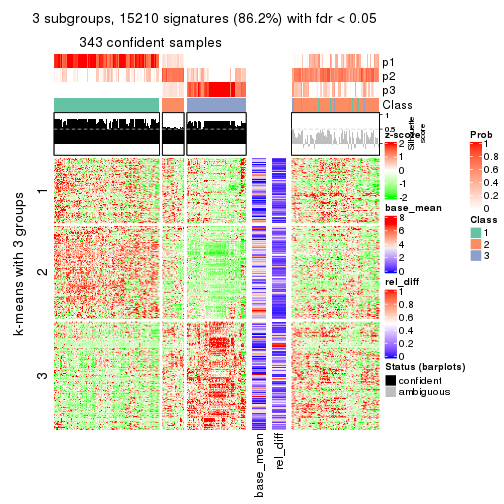 3 subgroups, 15210 signatures (86.2%) with fdr < 0.05
343 confident samples
p1
p2
p3
Class
1
0.5
0
Silhouette
score
k-means with 3 groups
1
2
3
base_mean
rel_diff
z-score
2
1
0
-1
-2
base_mean
8
6
4
2
0
rel_diff
1
0.8
0.6
0.4
0.2
0
Status (barplots)
confident
ambiguous
Prob
1
0.8
0.6
0.4
0.2
0
Class
1
2
3